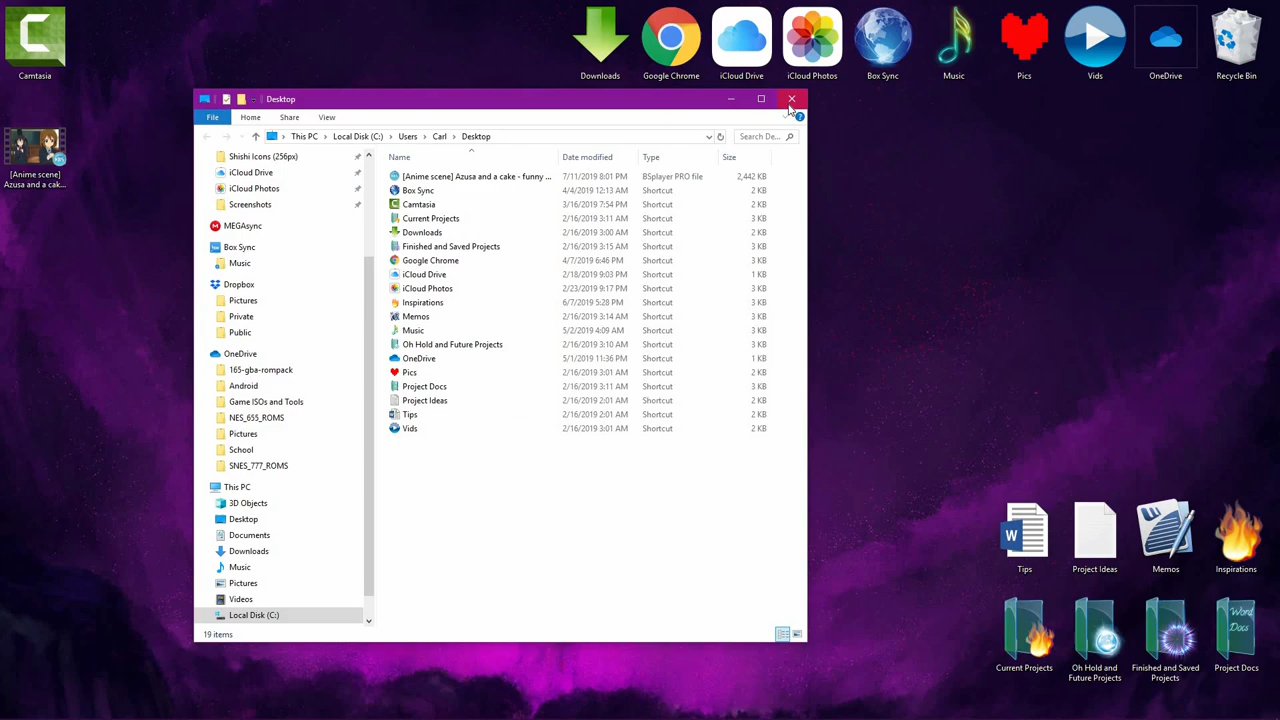 Camtasia
[Anime scene]
Azusa and a cak...
Downloads
Google Chrome
iCloud Drive
iCloud Photos
Box Sync
Music
Pics
Vids
OneDrive
Recycle Bin
Desktop
File Home Share View
This PC Local Disk (C:) Users Carl Desktop
Search De...
Shishi Icons (256px)
iCloud Drive
iCloud Photos
Screenshots
MEGAsync
Box Sync
Music
Dropbox
Pictures
Private
Public
OneDrive
165-gba-rompack
Android
Game ISOs and Tools
NES_655_ROMS
Pictures
School
SNES_777_ROMS
This PC
3D Objects
Desktop
Documents
Downloads
Music
Pictures
Videos
Local Disk (C:)
Name Date modified Type Size
[Anime scene] Azusa and a cake - funny ... 7/11/2019 8:01 PM BSplayer PRO file 2,442 KB
Box Sync 4/4/2019 12:13 AM Shortcut 2 KB
Camtasia 3/16/2019 7:54 PM Shortcut 2 KB
Current Projects 2/16/2019 3:11 AM Shortcut 3 KB
Downloads 2/16/2019 3:00 AM Shortcut 2 KB
Finished and Saved Projects 2/16/2019 3:15 AM Shortcut 3 KB
Google Chrome 4/7/2019 6:46 PM Shortcut 3 KB
iCloud Drive 2/18/2019 9:03 PM Shortcut 1 KB
iCloud Photos 2/23/2019 9:17 PM Shortcut 3 KB
Inspirations 6/7/2019 5:28 PM Shortcut 3 KB
Memos 2/16/2019 3:14 AM Shortcut 3 KB
Music 5/2/2019 4:09 AM Shortcut 3 KB
Oh Hold and Future Projects 2/16/2019 3:10 AM Shortcut 3 KB
OneDrive 5/1/2019 11:36 PM Shortcut 1 KB
Pics 2/16/2019 3:01 AM Shortcut 3 KB
Project Docs 2/16/2019 3:11 AM Shortcut 3 KB
Project Ideas 2/16/2019 2:01 AM Shortcut 2 KB
Tips 2/16/2019 2:01 AM Shortcut 2 KB
Vids 2/16/2019 3:01 AM Shortcut 2 KB
19 items
Tips
Project Ideas
Memos
Inspirations
Word
Docs
Current Projects
Oh Hold and
Future Projects
Finished and Saved
Projects
Project Docs